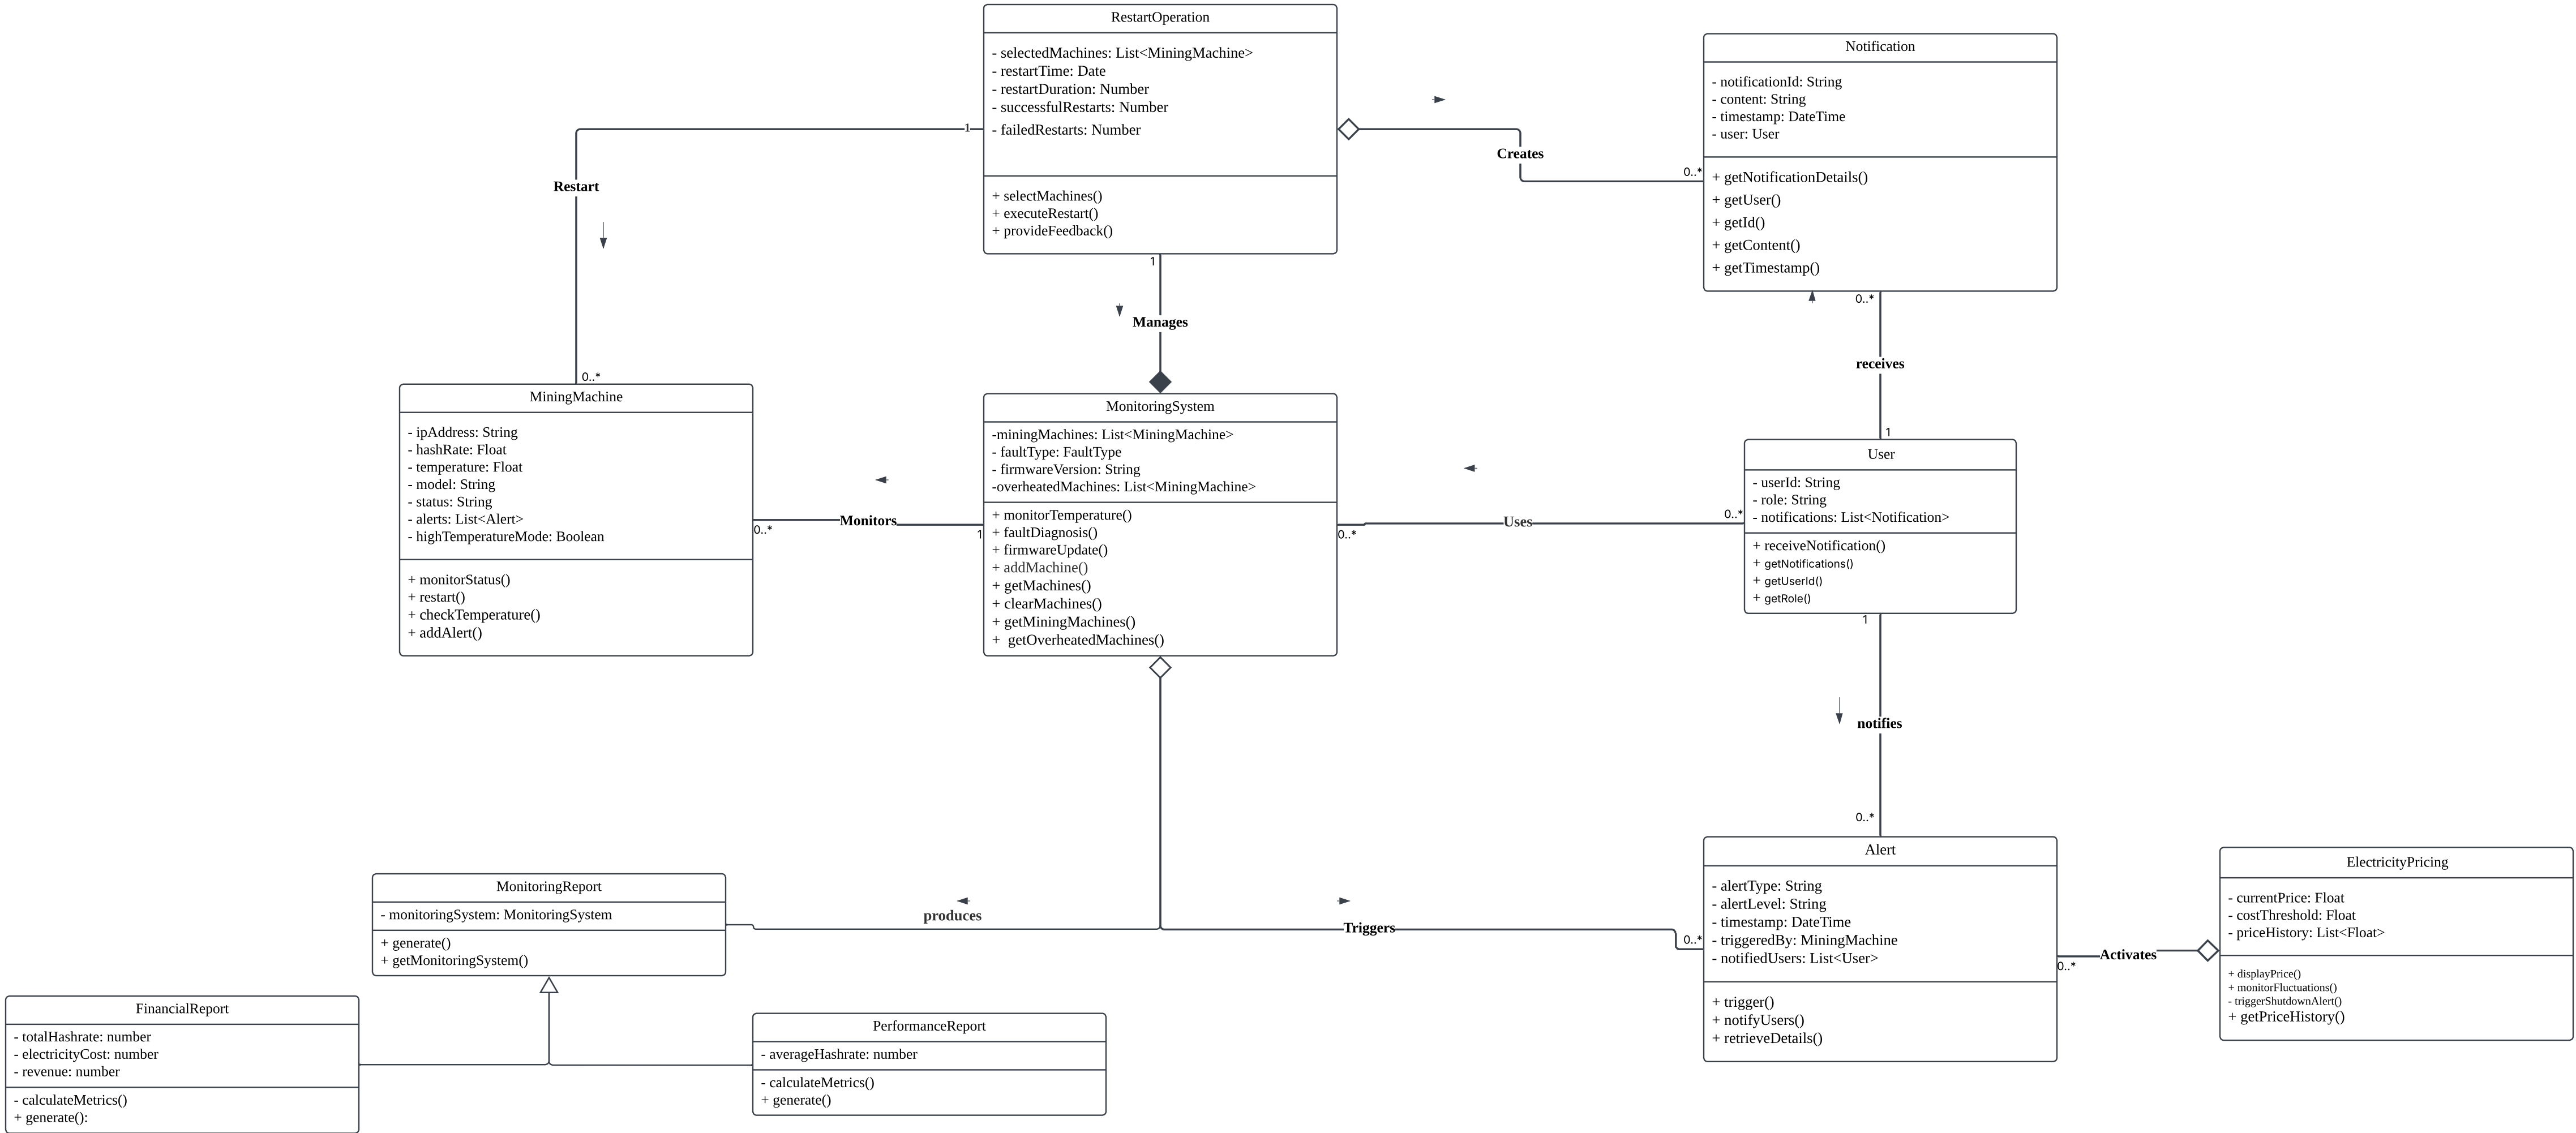 RestartOperation
- selectedMachines: List<MiningMachine>
- restartTime: Date
- restartDuration: Number
- successfulRestarts: Number
- failedRestarts: Number
+ selectMachines()
+ executeRestart()
+ provideFeedback()
Notification
- notificationId: String
- content: String
- timestamp: DateTime
- user: User
+ getNotificationDetails()
+ getUser()
+ getId()
+ getContent()
+ getTimestamp()
1
Restart
0..*
Creates
0..*
1
Manages
0..*
receives
1
MiningMachine
- ipAddress: String
- hashRate: Float
- temperature: Float
- model: String
- status: String
- alerts: List<Alert>
- highTemperatureMode: Boolean
+ monitorStatus()
+ restart()
+ checkTemperature()
+ addAlert()
0..*
Monitors
1
MonitoringSystem
-miningMachines: List<MiningMachine>
- faultType: FaultType
- firmwareVersion: String
-overheatedMachines: List<MiningMachine>
+ monitorTemperature()
+ faultDiagnosis()
+ firmwareUpdate()
+ addMachine()
+ getMachines()
+ clearMachines()
+ getMiningMachines()
+  getOverheatedMachines()
0..*
Uses
0..*
User
- userId: String
- role: String
- notifications: List<Notification>
+ receiveNotification()
+ getNotifications()
+ getUserId()
+ getRole()
1
notifies
0..*
MonitoringReport
- monitoringSystem: MonitoringSystem
+ generate()
+ getMonitoringSystem()
produces
Triggers
0..*
Alert
- alertType: String
- alertLevel: String
- timestamp: DateTime
- triggeredBy: MiningMachine
- notifiedUsers: List<User>
+ trigger()
+ notifyUsers()
+ retrieveDetails()
0..*
Activates
ElectricityPricing
- currentPrice: Float
- costThreshold: Float
- priceHistory: List<Float>
+ displayPrice()
+ monitorFluctuations()
- triggerShutdownAlert()
+ getPriceHistory()
FinancialReport
- totalHashrate: number
- electricityCost: number
- revenue: number
- calculateMetrics()
+ generate():
PerformanceReport
- averageHashrate: number
- calculateMetrics()
+ generate()